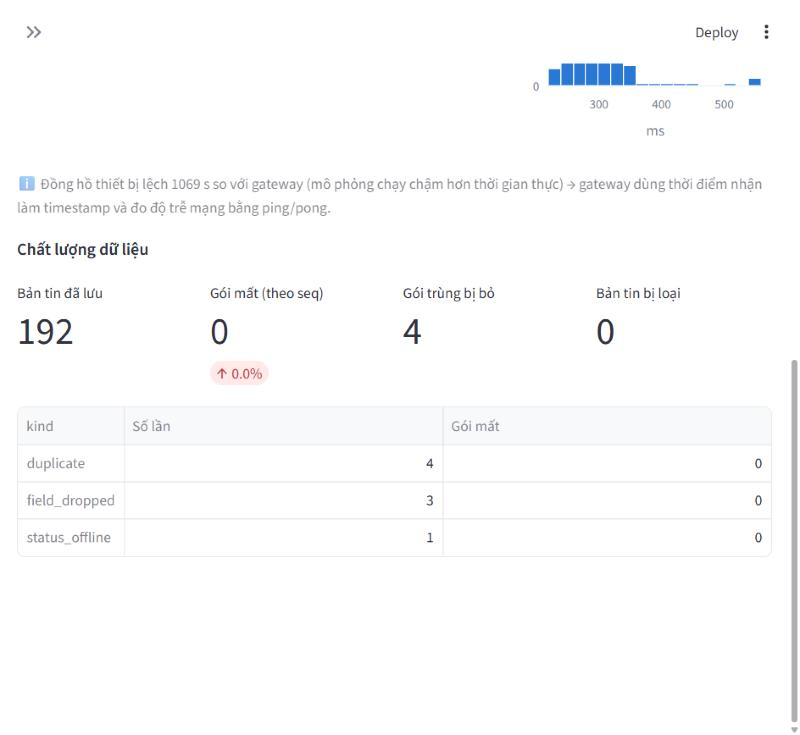 Deploy
0
300 400 500
ms
Đồng hồ thiết bị lệch 1069 s so với gateway (mô phỏng chạy chậm hơn thời gian thực) → gateway dùng thời điểm nhận
làm timestamp và đo độ trễ mạng bằng ping/pong.
Chất lượng dữ liệu
Bản tin đã lưu Gói mất (theo seq) Gói trùng bị bỏ Bản tin bị loại
192 0 4 0
↑ 0.0%
kind Số lần Gói mất
duplicate 4 0
field_dropped 3 0
status_offline 1 0